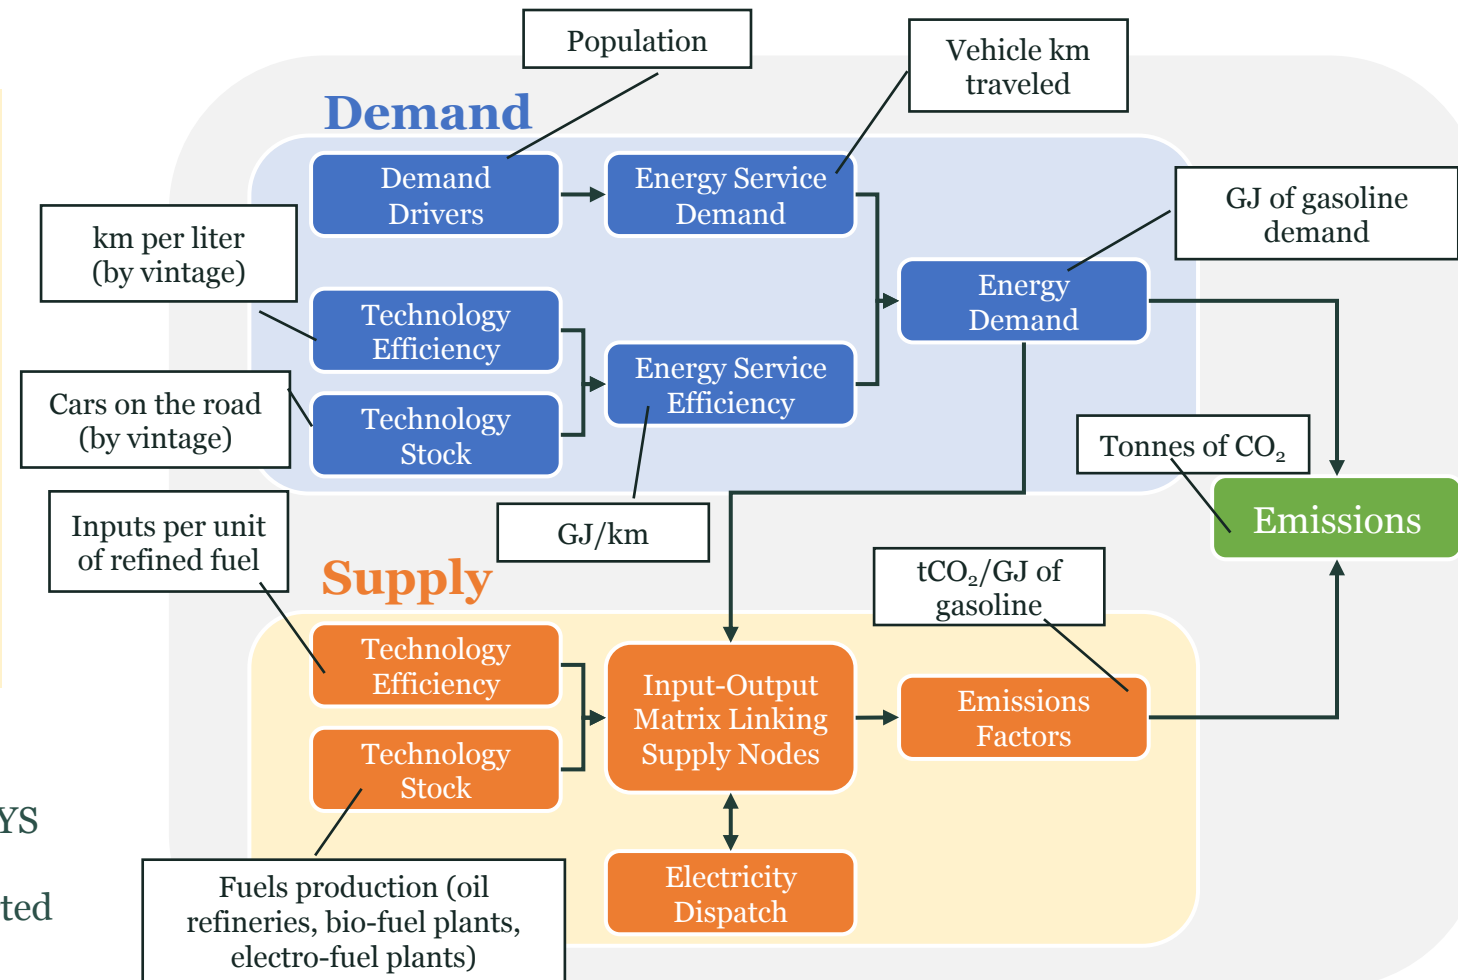 Population
Vehicle km
traveled
Demand
Demand
Drivers
Energy Service
Demand
GJ of gasoline
demand
km per liter
(by vintage)
Technology
Efficiency
Energy
Demand
Energy Service
Efficiency
Cars on the road
(by vintage)
Technology
Stock
Tonnes of CO₂
Emissions
Inputs per unit
of refined fuel
GJ/km
Supply
tCO₂/GJ of
gasoline
Technology
Efficiency
Input-Output
Matrix Linking
Supply Nodes
Emissions
Factors
Technology
Stock
YS
ted
Fuels production (oil
refineries, bio-fuel plants,
electro-fuel plants)
Electricity
Dispatch